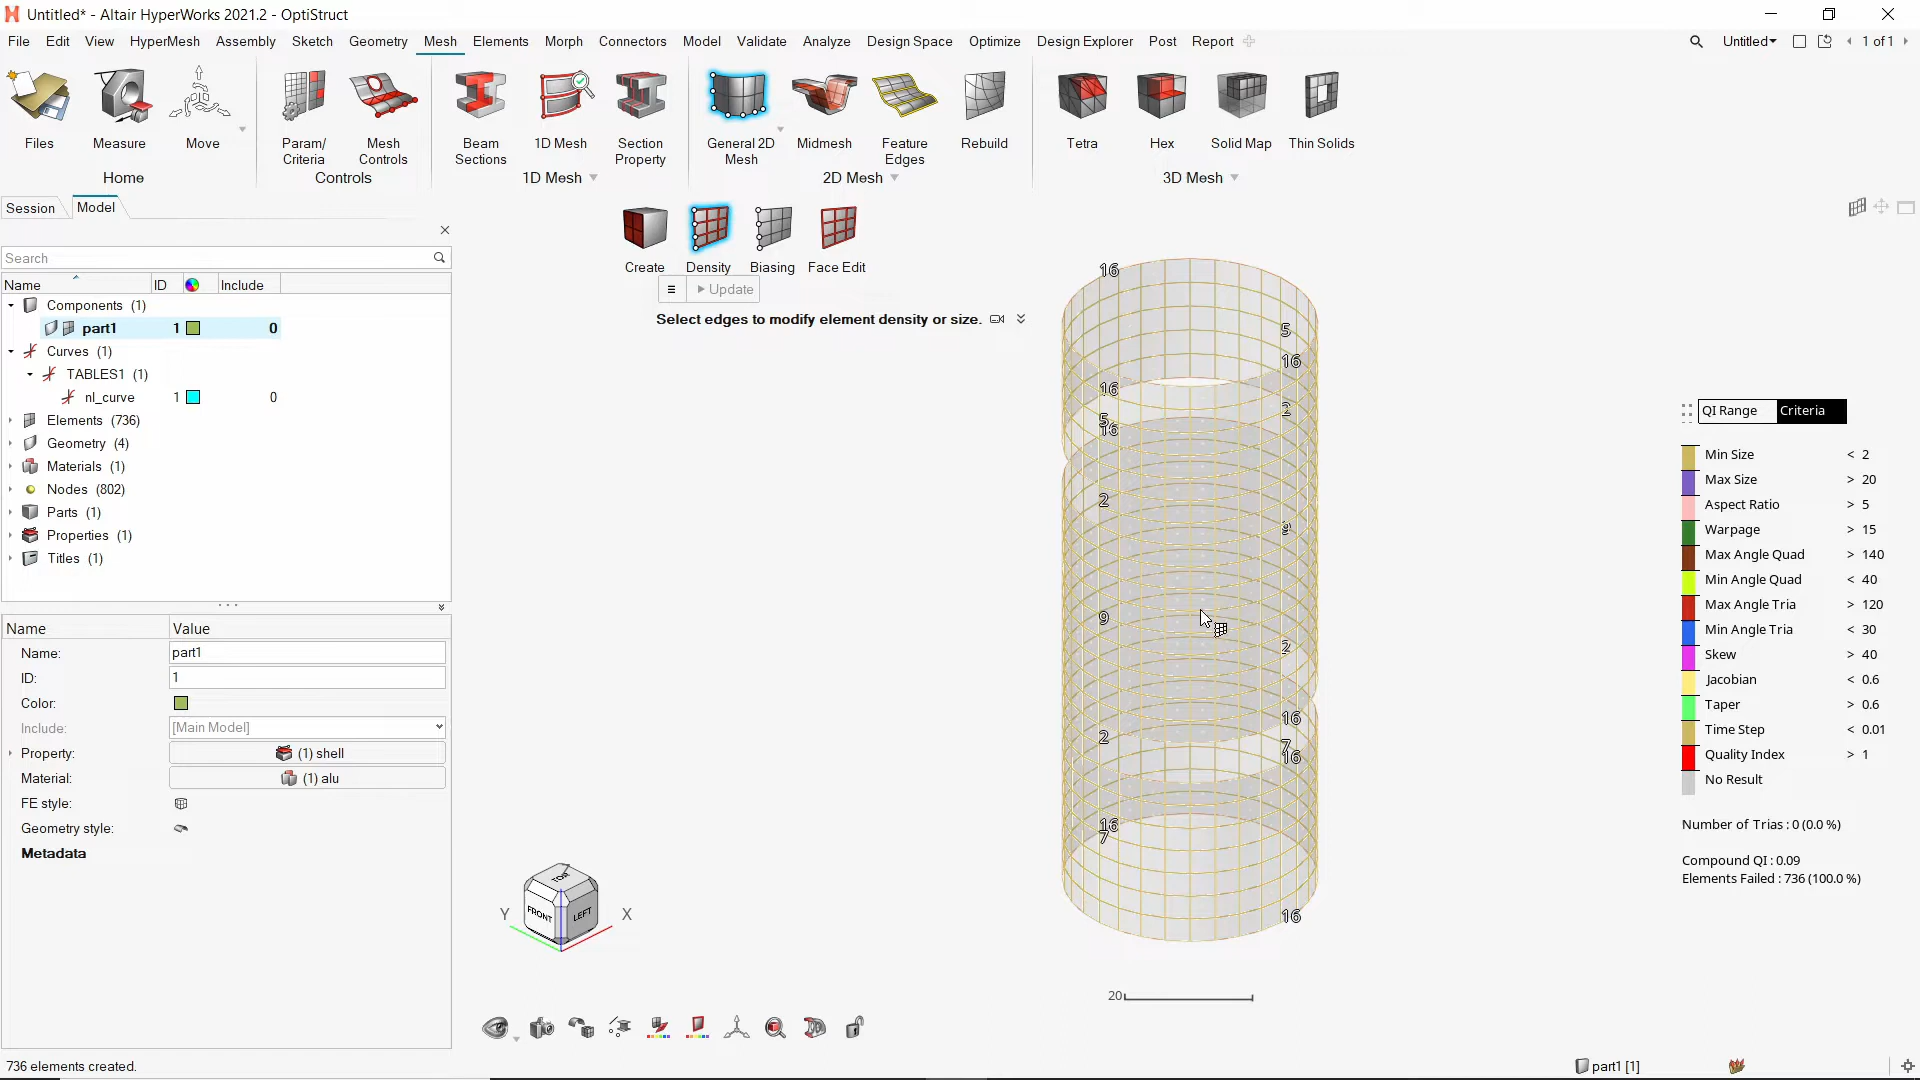 Untitled* - Altair HyperWorks 2021.2 - OptiStruct
File Edit View HyperMesh Assembly Sketch Geometry Mesh Elements Morph Connectors Model Validate Analyze Design Space Optimize Design Explorer Post Report Untitled 1 of 1
Files Measure Move
Home
Param/ Criteria Mesh Controls
Controls
Beam Sections 1D Mesh Section Property
1D Mesh
General 2D Mesh Midmesh Feature Edges Rebuild
2D Mesh
Tetra Hex Solid Map Thin Solids
3D Mesh
Session Model
Create Density Biasing Face Edit
Update
Select edges to modify element density or size.
Search
Name ID Include
Components (1)
part1 1 0
Curves (1)
TABLES1 (1)
nl_curve 1 0
Elements (736)
Geometry (4)
Materials (1)
Nodes (802)
Parts (1)
Properties (1)
Titles (1)
Name Value
Name: part1
ID: 1
Color:
Include: [Main Model]
Property: (1) shell
Material: (1) alu
FE style:
Geometry style:
Metadata
16
5
16
16
2
5
16
2
9
9
2
16
2
7
16
16
7
16
TOP
FRONT LEFT
Y X
20
QI Range Criteria
Min Size < 2
Max Size > 20
Aspect Ratio > 5
Warpage > 15
Max Angle Quad > 140
Min Angle Quad < 40
Max Angle Tria > 120
Min Angle Tria < 30
Skew > 40
Jacobian < 0.6
Taper > 0.6
Time Step < 0.01
Quality Index > 1
No Result
Number of Trias : 0 (0.0 %)
Compound QI : 0.09
Elements Failed : 736 (100.0 %)
736 elements created.
part1 [1]